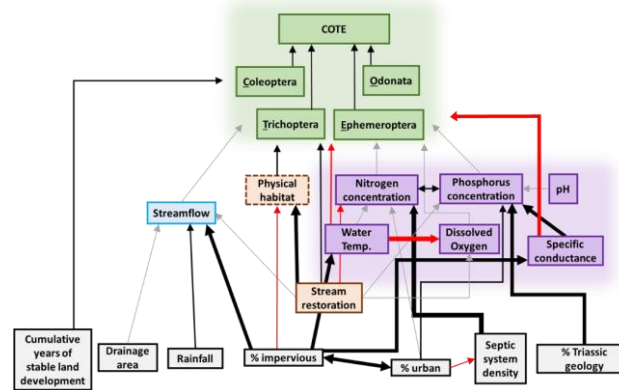 COTE
Coleoptera
Odonata
Trichoptera
Ephemeroptera
Physical
habitat
Nitrogen
concentration
Phosphorus
concentration
pH
Streamflow
Water
Temp.
Dissolved
Oxygen
Specific
conductance
Stream
restoration
Cumulative
years of
stable land
development
Drainage
area
Rainfall
% impervious
% urban
Septic
system
density
% Triassic
geology